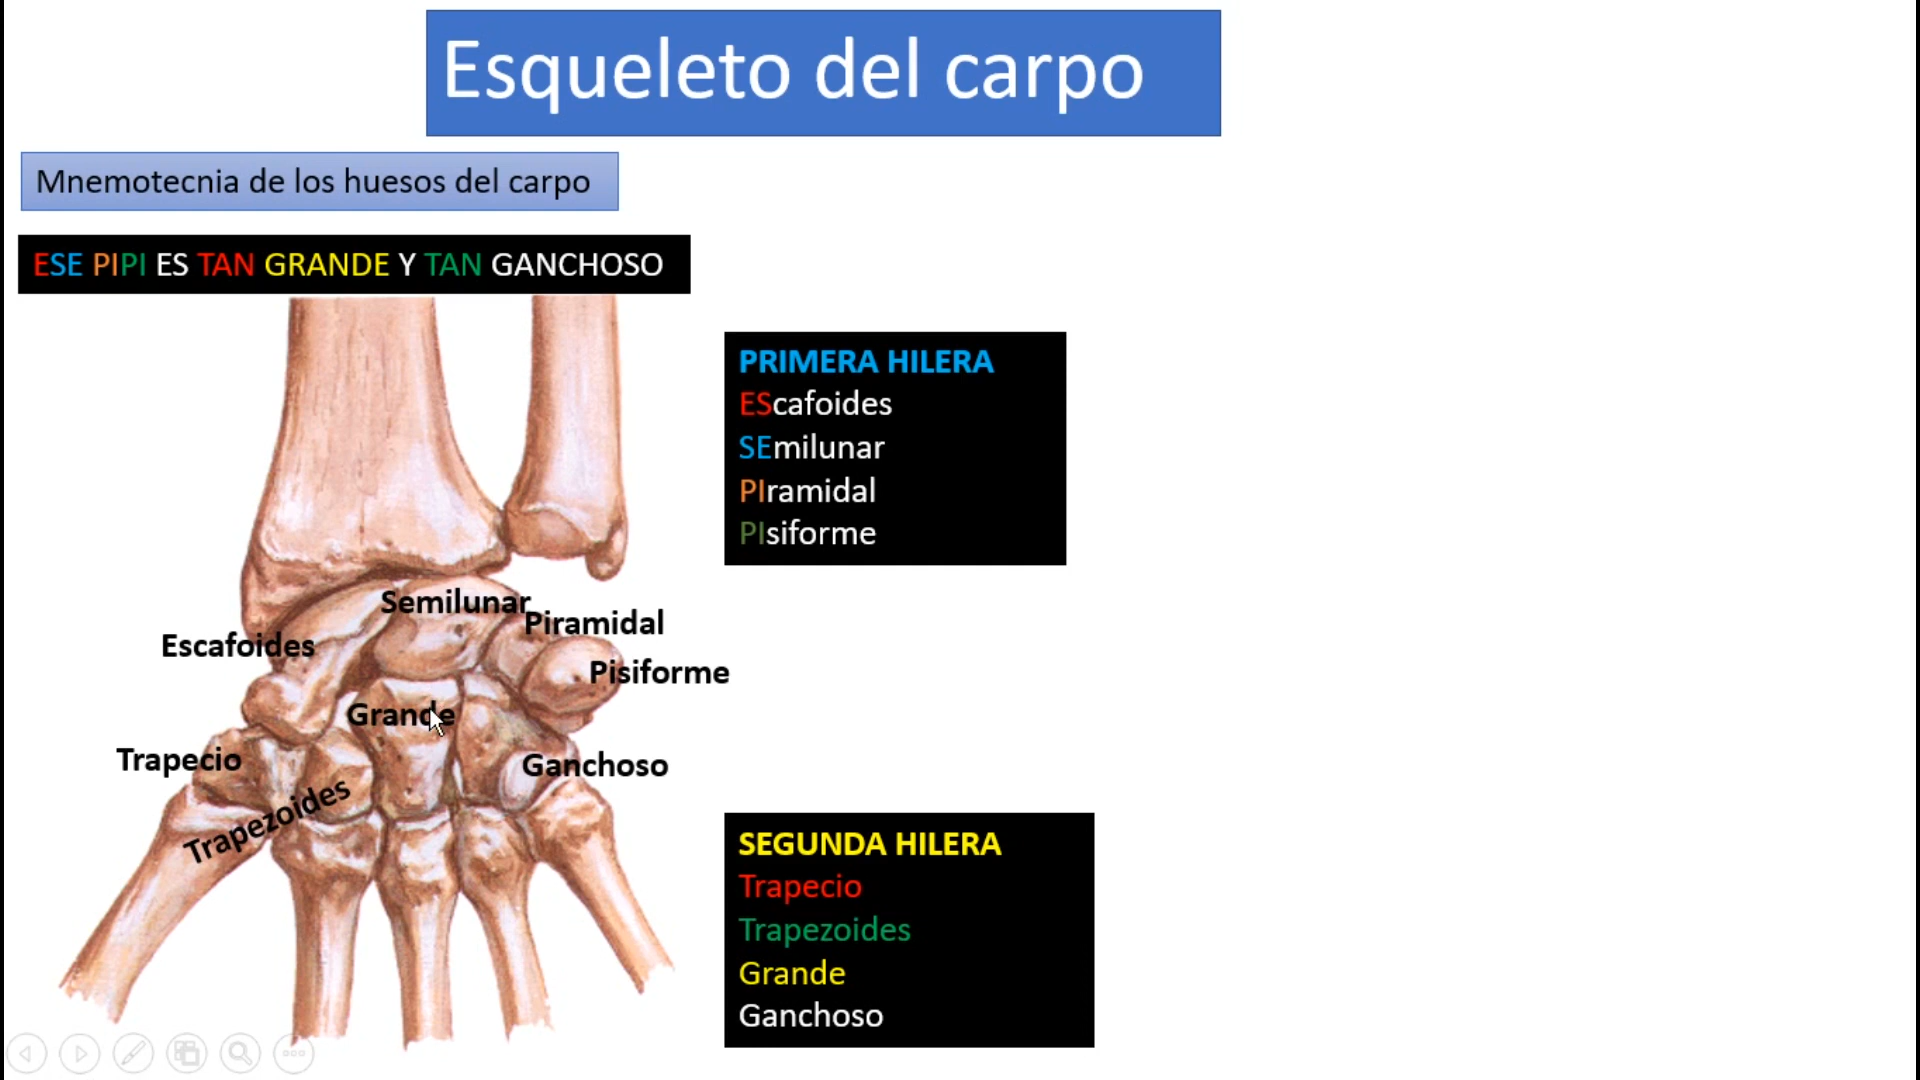 Esqueleto del carpo
Mnemotecnia de los huesos del carpo
ESE PIPI ES TAN GRANDE Y TAN GANCHOSO
PRIMERA HILERA
EScafoides
SEmilunar
PIramidal
PIsiforme
Semilunar
Piramidal
Escafoides
Pisiforme
Grande
Trapecio
Ganchoso
Trapezoides
SEGUNDA HILERA
Trapecio
Trapezoides
Grande
Ganchoso